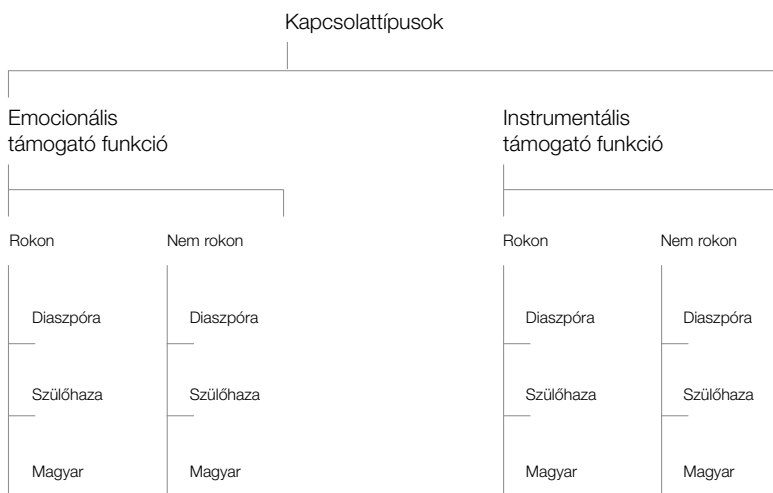 Kapcsolattípusok
Emocionális
támogató funkció
Instrumentális
támogató funkció
Rokon
Nem rokon
Rokon
Nem rokon
Diaszpóra
Diaszpóra
Diaszpóra
Diaszpóra
Szülőhaza
Szülőhaza
Szülőhaza
Szülőhaza
Magyar
Magyar
Magyar
Magyar